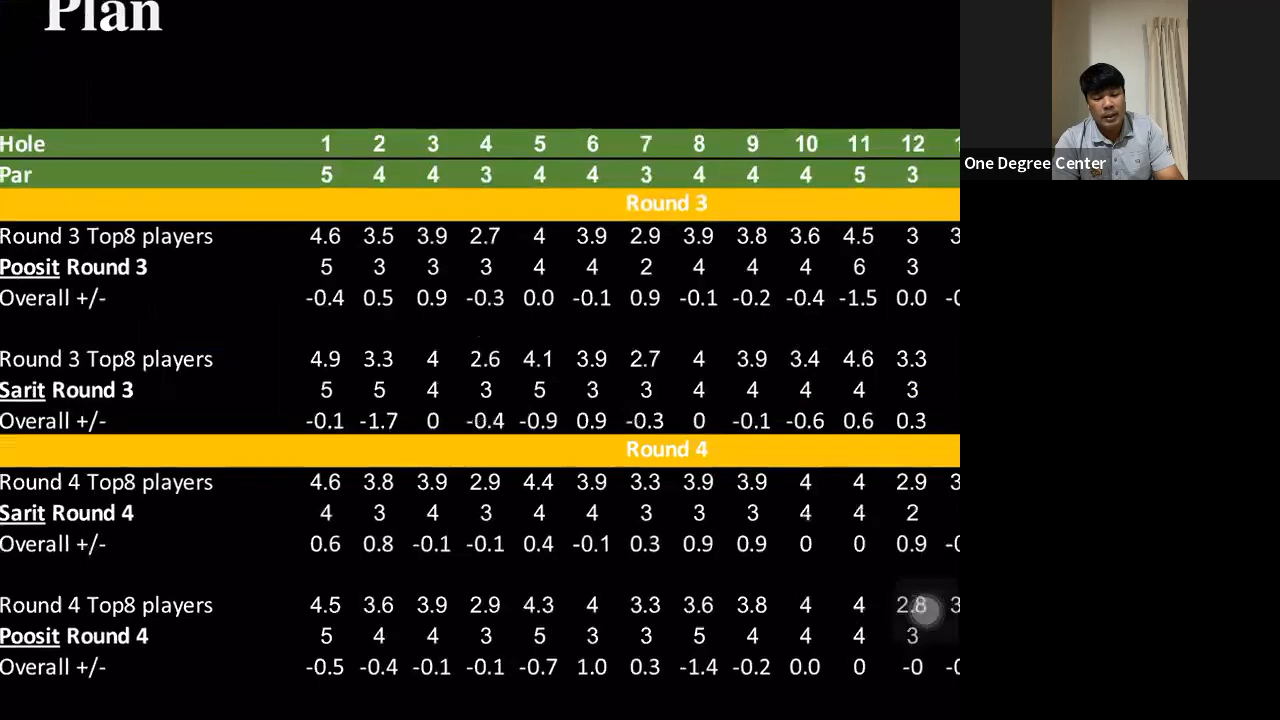 Plan
Hole 1 2 3 4 5 6 7 8 9 10 11 12
Par 5 4 4 3 4 4 3 4 4 4 5 3
Round 3
Round 3 Top8 players 4.6 3.5 3.9 2.7 4 3.9 2.9 3.9 3.8 3.6 4.5 3
Poosit Round 3 5 3 3 3 4 4 2 4 4 4 6 3
Overall +/- -0.4 0.5 0.9 -0.3 0.0 -0.1 0.9 -0.1 -0.2 -0.4 -1.5 0.0
Round 3 Top8 players 4.9 3.3 4 2.6 4.1 3.9 2.7 4 3.9 3.4 4.6 3.3
Sarit Round 3 5 5 4 3 5 3 3 4 4 4 4 3
Overall +/- -0.1 -1.7 0 -0.4 -0.9 0.9 -0.3 0 -0.1 -0.6 0.6 0.3
Round 4
Round 4 Top8 players 4.6 3.8 3.9 2.9 4.4 3.9 3.3 3.9 3.9 4 4 2.9
Sarit Round 4 4 3 4 3 4 4 3 3 3 4 4 2
Overall +/- 0.6 0.8 -0.1 -0.1 0.4 -0.1 0.3 0.9 0.9 0 0 0.9
Round 4 Top8 players 4.5 3.6 3.9 2.9 4.3 4 3.3 3.6 3.8 4 4 2.8
Poosit Round 4 5 4 4 3 5 3 3 5 4 4 4 3
Overall +/- -0.5 -0.4 -0.1 -0.1 -0.7 1.0 0.3 -1.4 -0.2 0.0 0 -0
One Degree Center